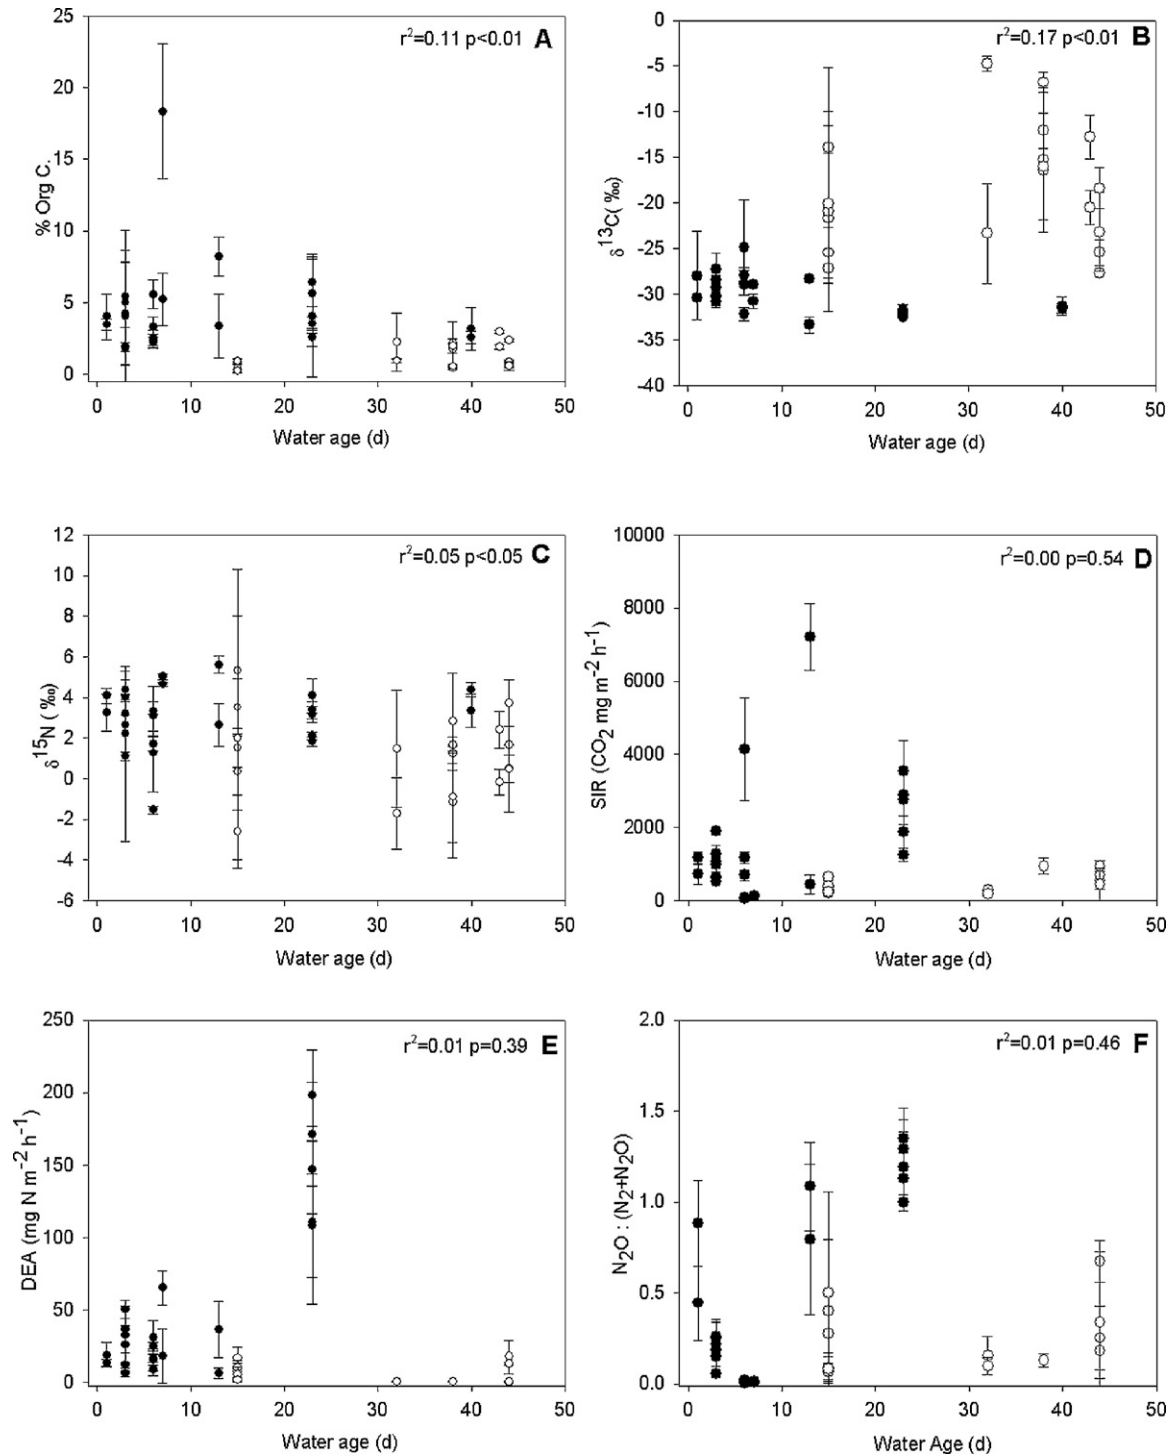 r²=0.11 p<0.01 A
25
20
15
10
5
0
% Org C.
0 10 20 30 40 50
Water age (d)
r²=0.17 p<0.01 B
0
-5
-10
-15
-20
-25
-30
-35
-40
δ¹³C(‰)
0 10 20 30 40 50
Water age (d)
r²=0.05 p<0.05 C
12
10
8
6
4
2
0
-2
-4
-6
δ¹⁵N (‰)
0 10 20 30 40 50
Water age (d)
r²=0.00 p=0.54 D
10000
8000
6000
4000
2000
0
SIR (CO₂ mg m⁻² h⁻¹)
0 10 20 30 40 50
Water age (d)
r²=0.01 p=0.39 E
250
200
150
100
50
0
DEA (mg N m⁻² h⁻¹)
0 10 20 30 40 50
Water age (d)
r²=0.01 p=0.46 F
2.0
1.5
1.0
0.5
0.0
N₂O : (N₂+N₂O)
0 10 20 30 40 50
Water Age (d)